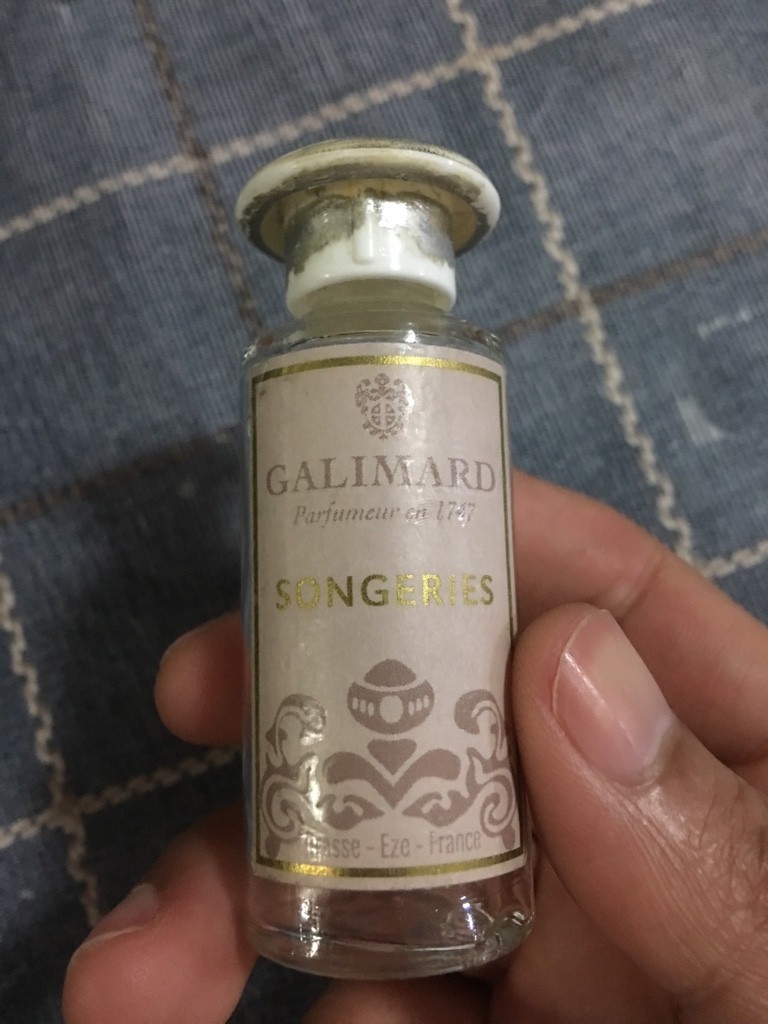 GALIMARD
Parfumeur en 1747
SONGERIES
Grasse - Eze - France